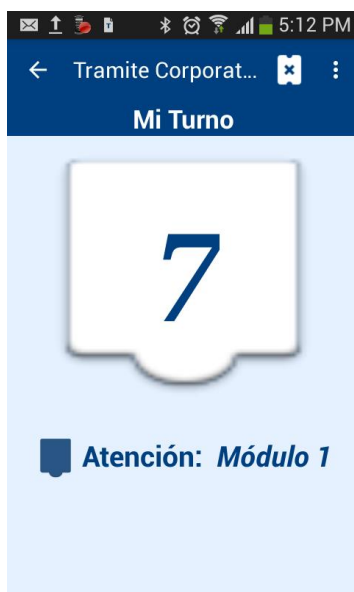 5:12 PM
Tramite Corporat...
Mi Turno
7
Atención: Módulo 1